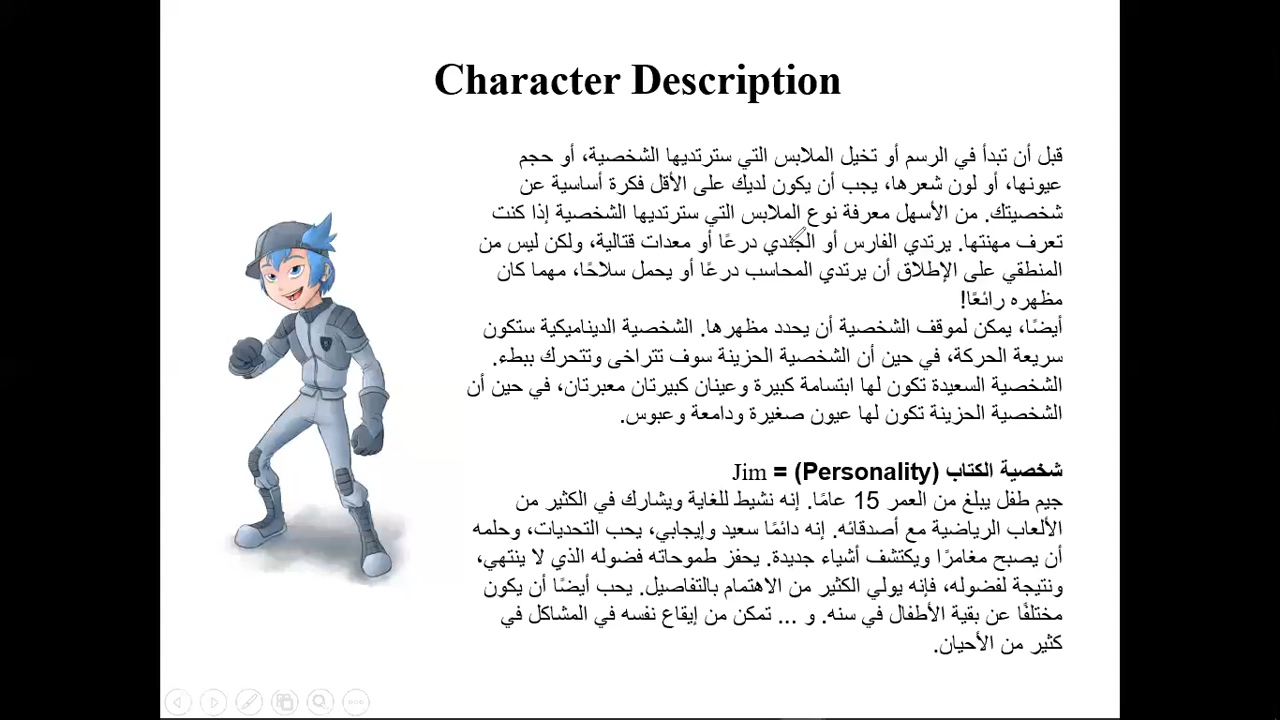 Character Description
قبل أن تبدأ في الرسم أو تخيل الملابس التي سترتديها الشخصية، أو حجم
عيونها، أو لون شعرها، يجب أن يكون لديك على الأقل فكرة أساسية عن
شخصيتك. من الأسهل معرفة نوع الملابس التي سترتديها الشخصية إذا كنت
تعرف مهنتها. يرتدي الفارس أو الجندي درعًا أو معدات قتالية، ولكن ليس من
المنطقي على الإطلاق أن يرتدي المحاسب درعًا أو يحمل سلاحًا، مهما كان
مظهره رائعًا!
أيضًا، يمكن لموقف الشخصية أن يحدد مظهرها. الشخصية الديناميكية ستكون
سريعة الحركة، في حين أن الشخصية الحزينة سوف تتراخى وتتحرك ببطء.
الشخصية السعيدة تكون لها ابتسامة كبيرة وعينان كبيرتان معبرتان، في حين أن
الشخصية الحزينة تكون لها عيون صغيرة ودامعة وعبوس.
شخصية الكتاب (Personality) = Jim
جيم طفل يبلغ من العمر 15 عامًا. إنه نشيط للغاية ويشارك في الكثير من
الألعاب الرياضية مع أصدقائه. إنه دائمًا سعيد وإيجابي، يحب التحديات، وحلمه
أن يصبح مغامرًا ويكتشف أشياء جديدة. يحفز طموحاته فضوله الذي لا ينتهي،
ونتيجة لفضوله، فإنه يولي الكثير من الاهتمام بالتفاصيل. يحب أيضًا أن يكون
مختلفًا عن بقية الأطفال في سنه. و ... تمكن من إيقاع نفسه في المشاكل في
كثير من الأحيان.